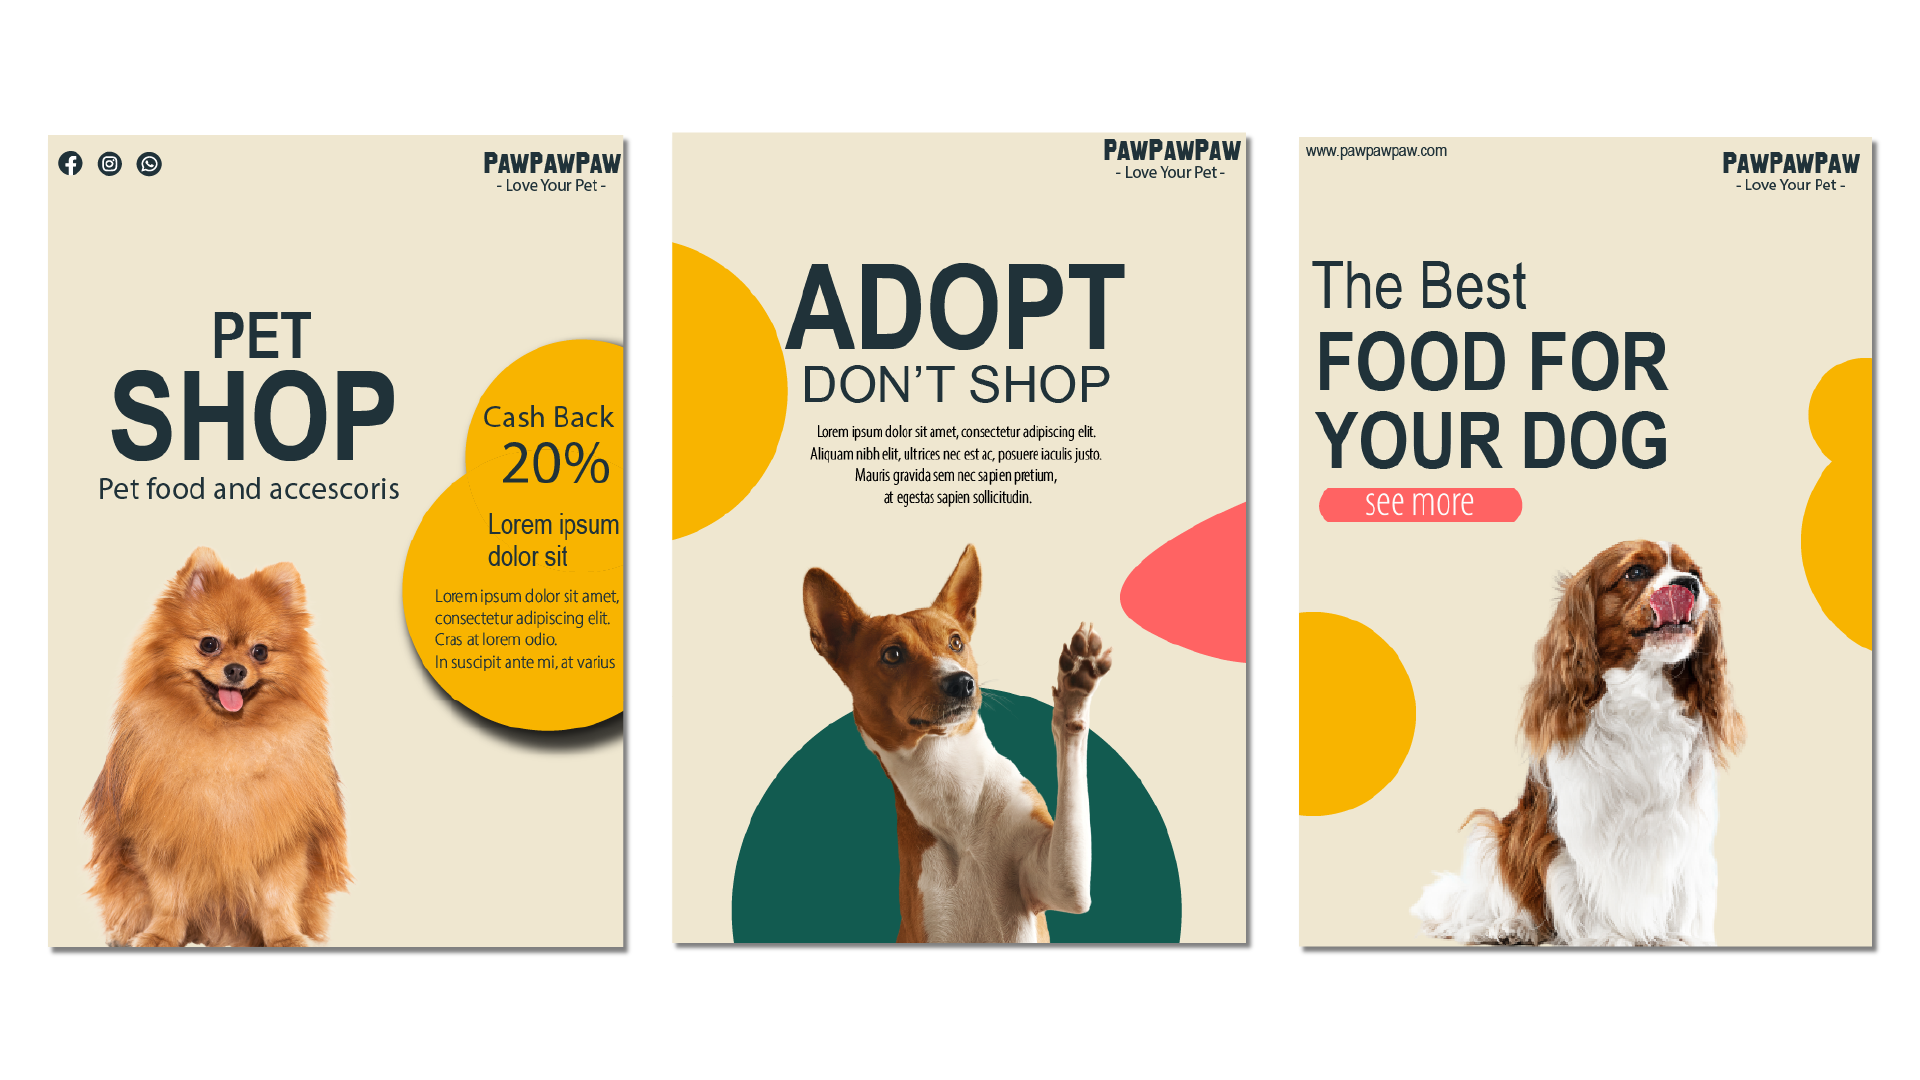 PAWPAWPAW
- Love Your Pet -
PET
SHOP
Pet food and accescoris
Cash Back
20%
Lorem ipsum
dolor sit
Lorem ipsum dolor sit amet,
consectetur adipiscing elit.
Cras at lorem odio.
In suscipit ante mi, at varius
PAWPAWPAW
- Love Your Pet -
ADOPT
DON'T SHOP
Lorem ipsum dolor sit amet, consectetur adipiscing elit.
Aliquam nibh elit, ultrices nec est ac, posuere iaculis justo.
Mauris gravida sem nec sapien pretium,
at egestas sapien sollicitudin.
www.pawpawpaw.com
PAWPAWPAW
- Love Your Pet -
The Best
FOOD FOR
YOUR DOG
see more